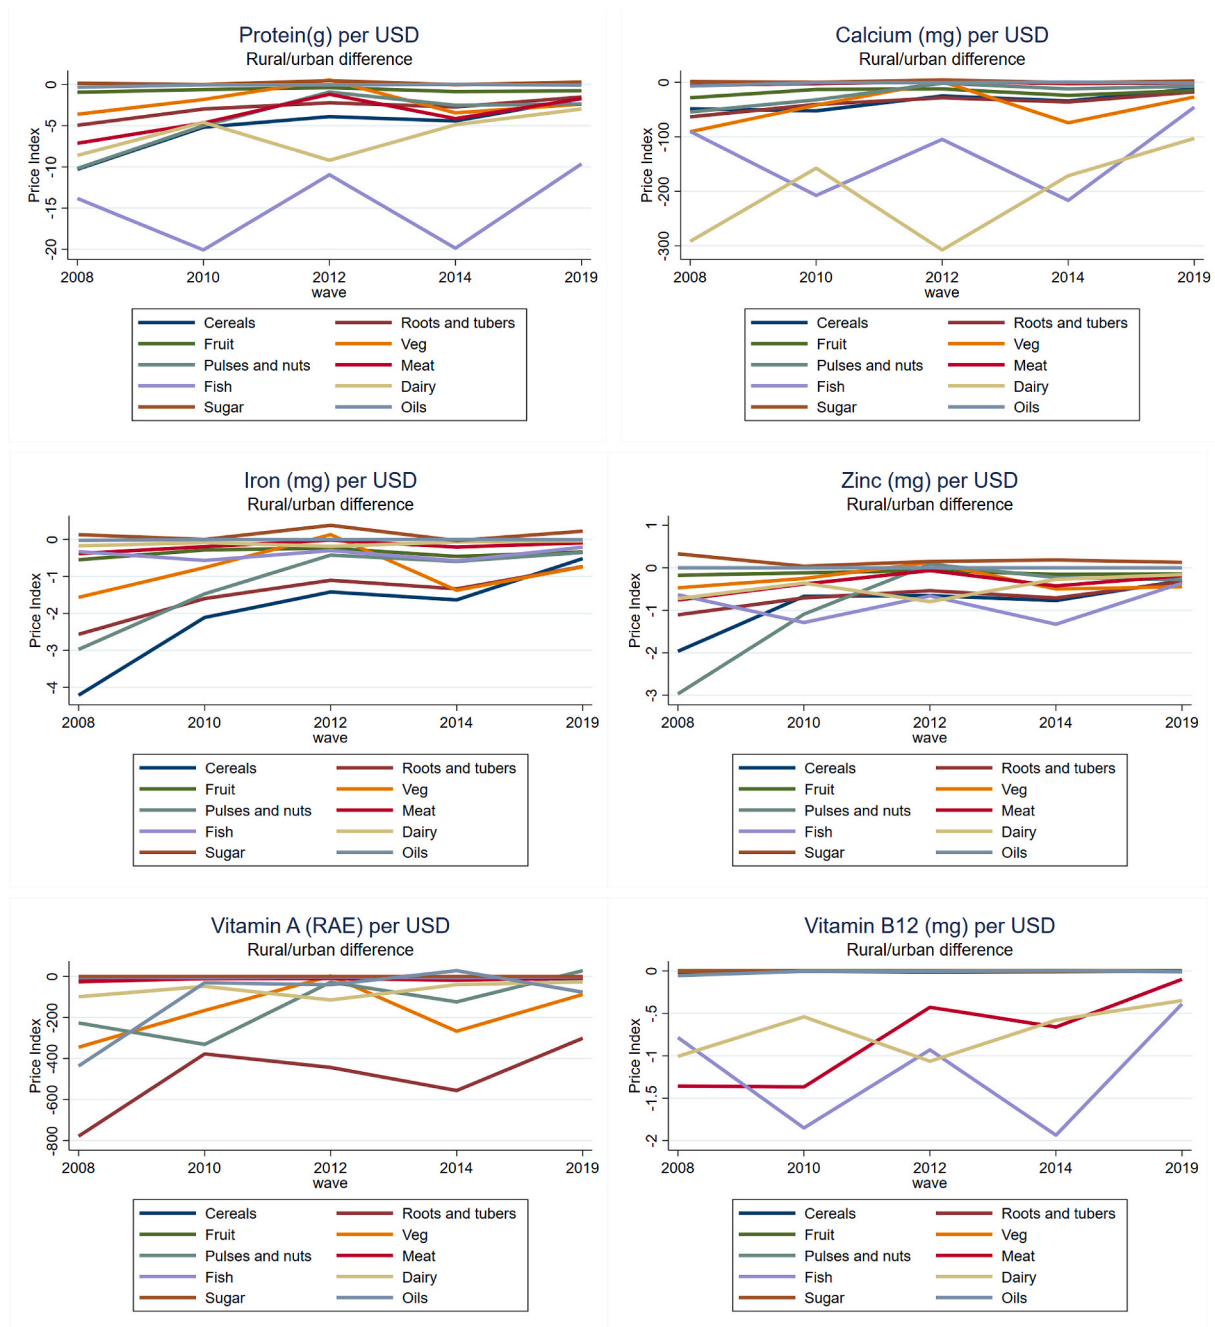 Protein(g) per USD
Rural/urban difference
Price Index
0
-5
-10
-15
-20
2008 2010 2012 2014 2019
wave
Cereals Roots and tubers
Fruit Veg
Pulses and nuts Meat
Fish Dairy
Sugar Oils
Calcium (mg) per USD
Rural/urban difference
Price Index
0
-100
-200
-300
2008 2010 2012 2014 2019
wave
Cereals Roots and tubers
Fruit Veg
Pulses and nuts Meat
Fish Dairy
Sugar Oils
Iron (mg) per USD
Rural/urban difference
Price Index
0
-1
-2
-3
-4
2008 2010 2012 2014 2019
wave
Cereals Roots and tubers
Fruit Veg
Pulses and nuts Meat
Fish Dairy
Sugar Oils
Zinc (mg) per USD
Rural/urban difference
Price Index
1
0
-1
-2
-3
2008 2010 2012 2014 2019
wave
Cereals Roots and tubers
Fruit Veg
Pulses and nuts Meat
Fish Dairy
Sugar Oils
Vitamin A (RAE) per USD
Rural/urban difference
Price Index
0
-200
-400
-600
-800
2008 2010 2012 2014 2019
wave
Cereals Roots and tubers
Fruit Veg
Pulses and nuts Meat
Fish Dairy
Sugar Oils
Vitamin B12 (mg) per USD
Rural/urban difference
Price Index
0
-.5
-1
-1.5
-2
2008 2010 2012 2014 2019
wave
Cereals Roots and tubers
Fruit Veg
Pulses and nuts Meat
Fish Dairy
Sugar Oils